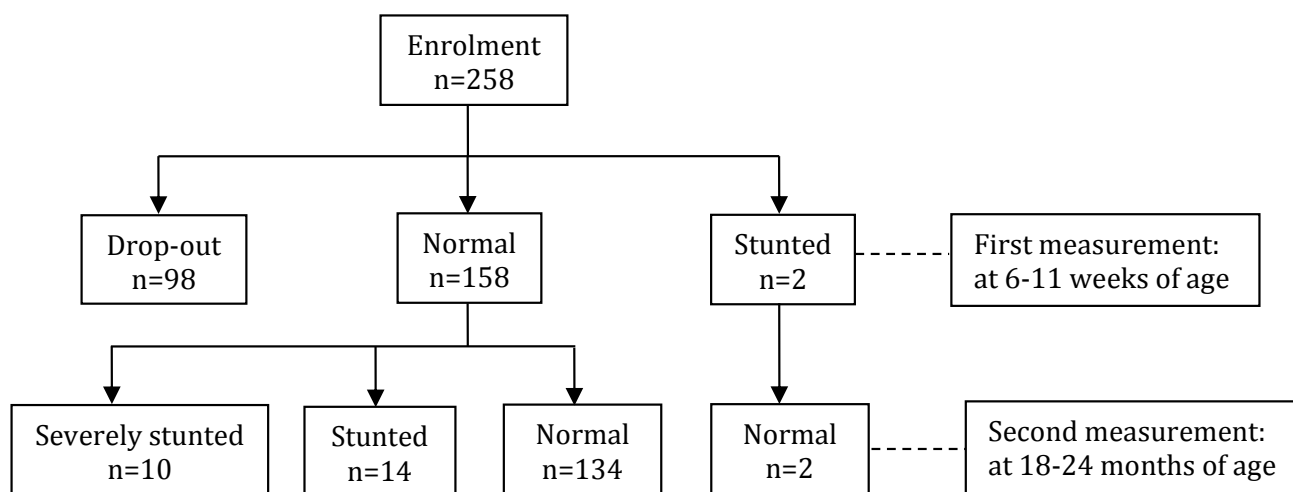 Enrolment
n=258
Drop-out
n=98
Normal
n=158
Stunted
n=2
First measurement:
at 6-11 weeks of age
Severely stunted
n=10
Stunted
n=14
Normal
n=134
Normal
n=2
Second measurement:
at 18-24 months of age